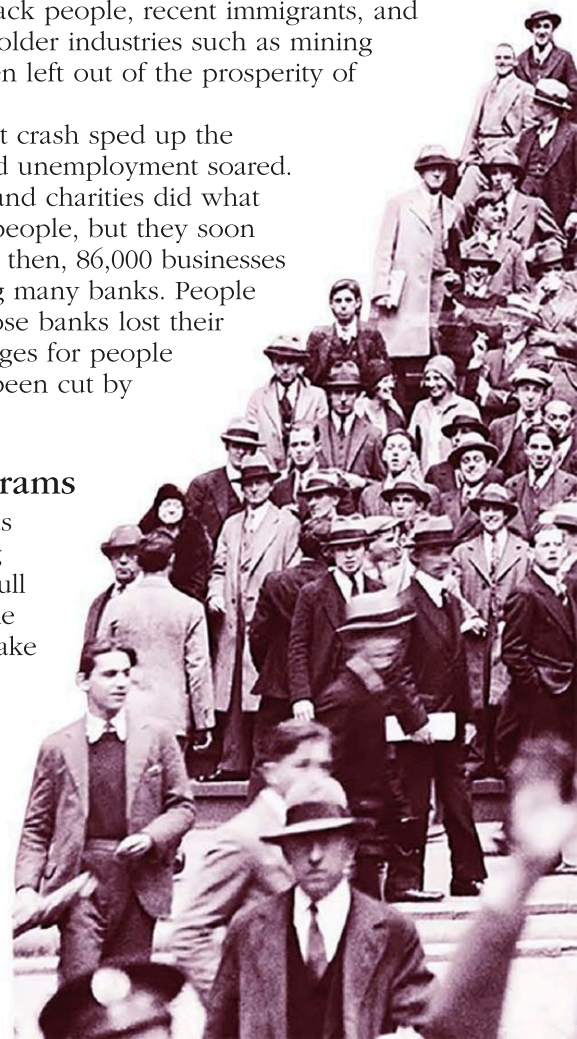 ack people, recent immigrants, and
older industries such as mining
en left out of the prosperity of
t crash sped up the
d unemployment soared.
and charities did what
people, but they soon
then, 86,000 businesses
g many banks. People
ose banks lost their
ges for people
been cut by
rams
s
g
ull
e
ake